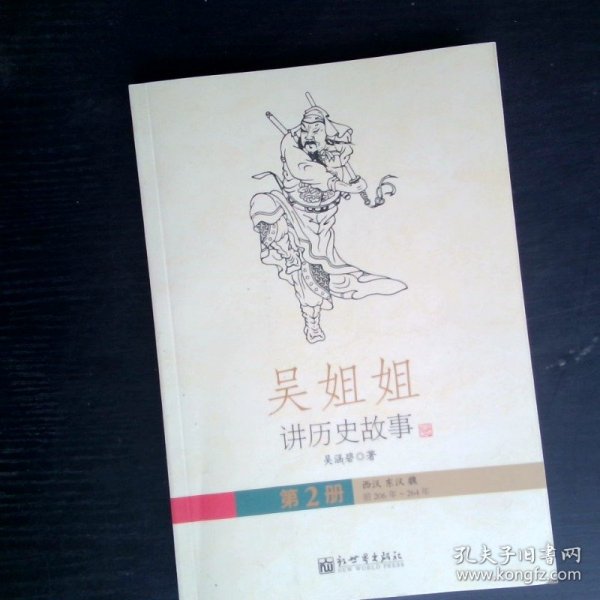 吴姐姐
讲历史故事
吴涵碧◎著
第2册
西汉 东汉 魏
前206年~264年
新世界出版社
NEW WORLD PRESS
孔夫子旧书网
www.kongfz.com